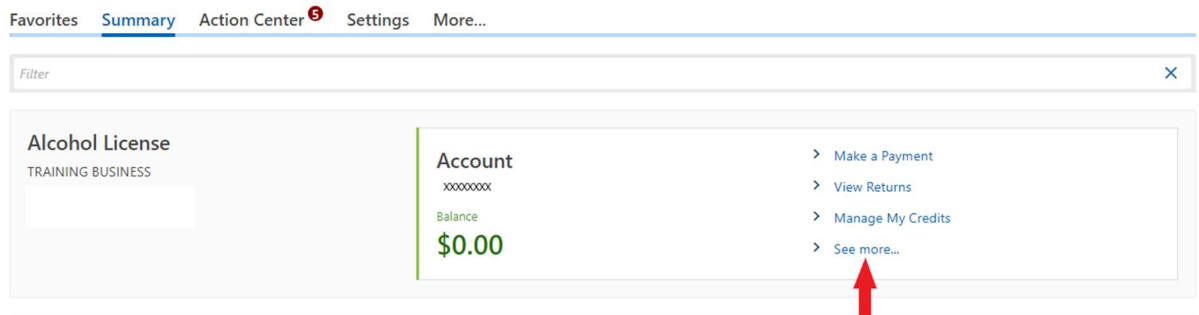 Favorites Summary Action Center 5 Settings More...
Filter
Alcohol License
TRAINING BUSINESS
Account
xxxxxxxx
Balance
$0.00
Make a Payment
View Returns
Manage My Credits
See more...